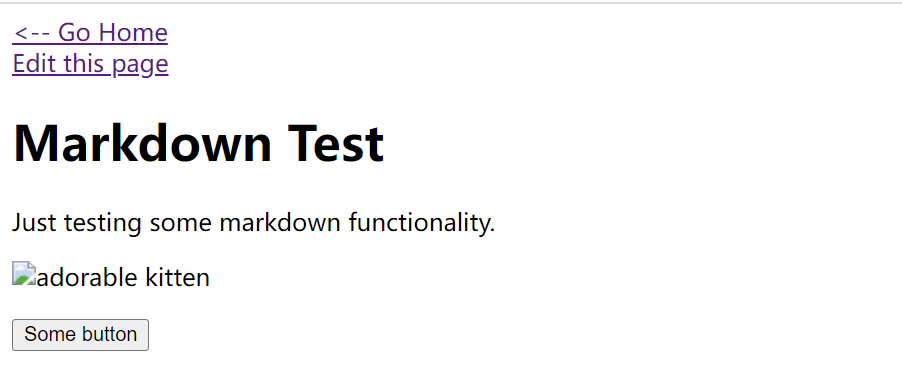 <-- Go Home
Edit this page
Markdown Test
Just testing some markdown functionality.
adorable kitten
Some button